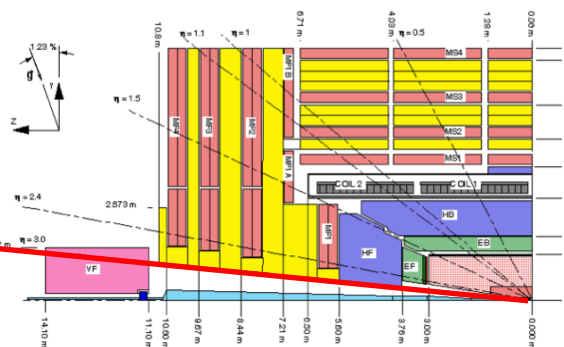 1.23 %
g
Y
Z
η = 1.1
η = 1
6.71 m
4.03 m
η = 0.5
1.28 m
0.00 m
10.8 m
η = 1.5
η = 2.4
η = 3.0
2.673 m
MF4
MF3
MF2
MF1 B
MF1 A
MF1
MS4
MS3
MS2
MS1
COIL 2
COIL 1
HB
EB
HF
EF
VF
14.10 m
11.10 m
10.60 m
9.67 m
8.44 m
7.21 m
6.50 m
5.60 m
3.76 m
3.00 m
0.000 m